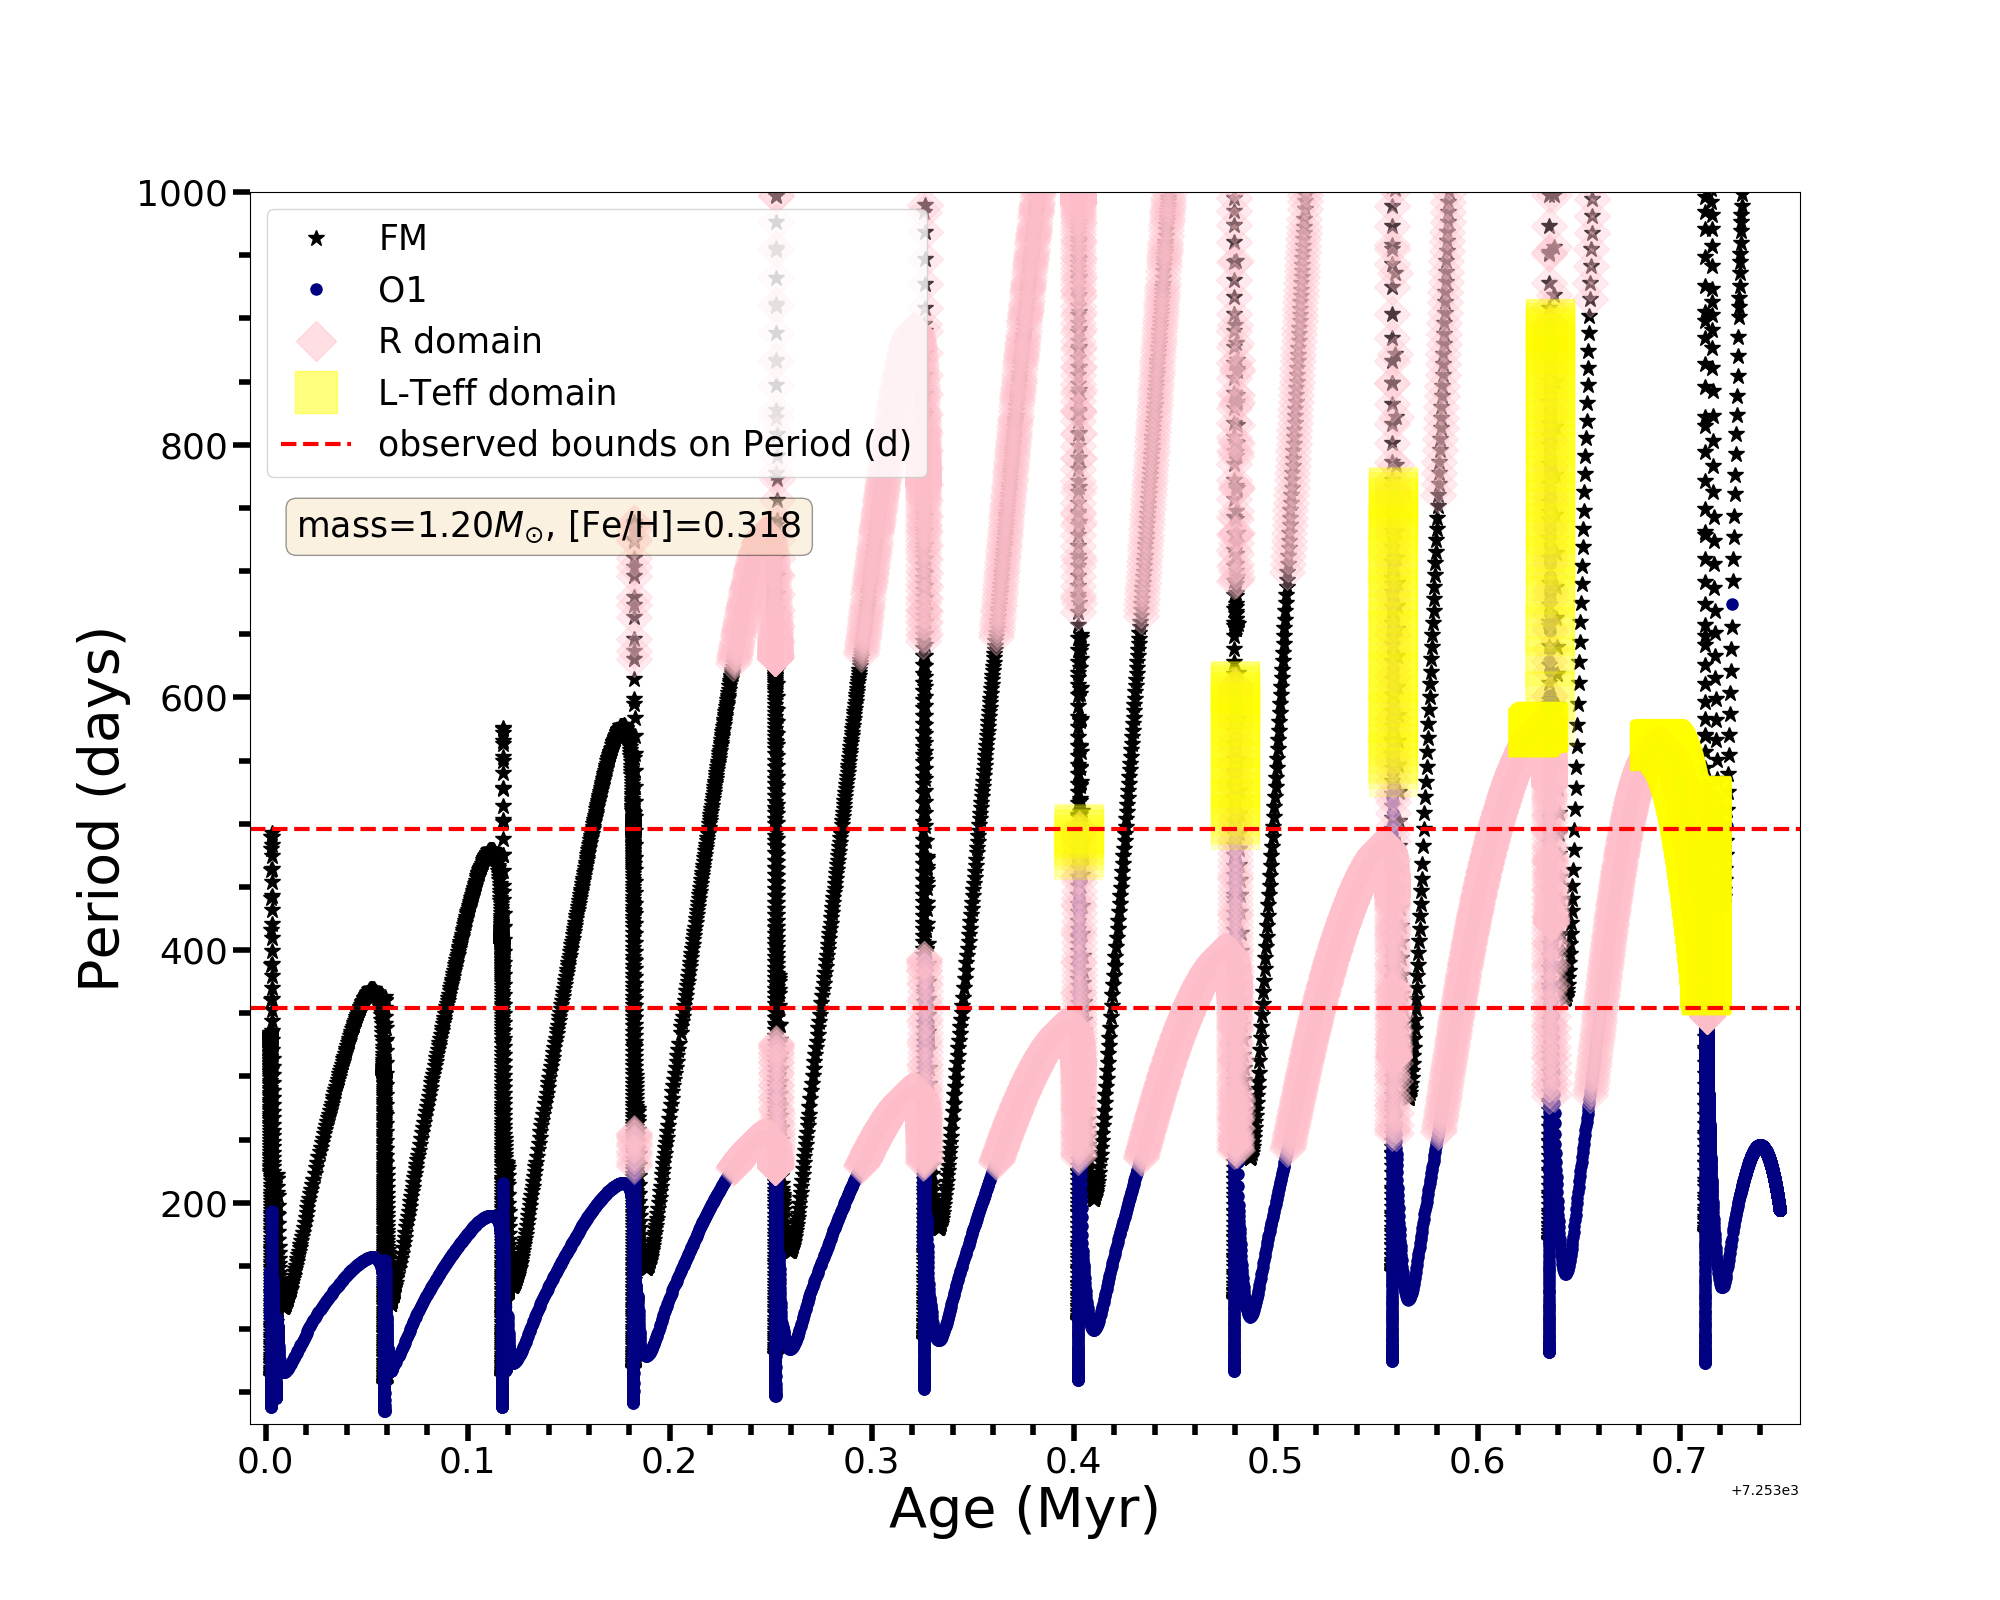 1000
800
600
400
200
Period (days)
FM
O1
R domain
L-Teff domain
observed bounds on Period (d)
mass=1.20M⊙, [Fe/H]=0.318
0.0 0.1 0.2 0.3 0.4 0.5 0.6 0.7
+7.253e3
Age (Myr)